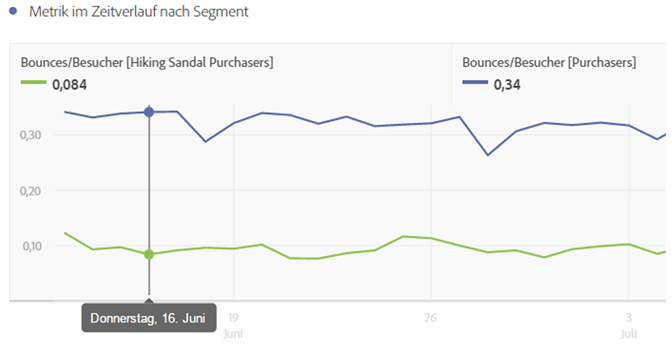 Metrik im Zeitverlauf nach Segment
Bounces/Besucher [Hiking Sandal Purchasers]
0,084
Bounces/Besucher [Purchasers]
0,34
0,30
0,20
0,10
Donnerstag, 16. Juni
19
Juni
26
3
Juli